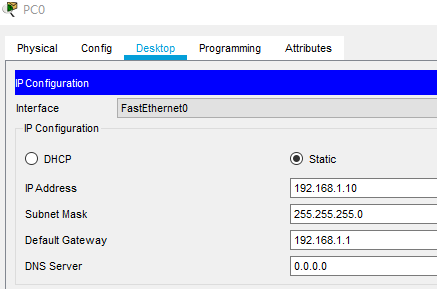 PC0
Physical Config Desktop Programming Attributes
IP Configuration
Interface FastEthernet0
IP Configuration
DHCP Static
IP Address 192.168.1.10
Subnet Mask 255.255.255.0
Default Gateway 192.168.1.1
DNS Server 0.0.0.0